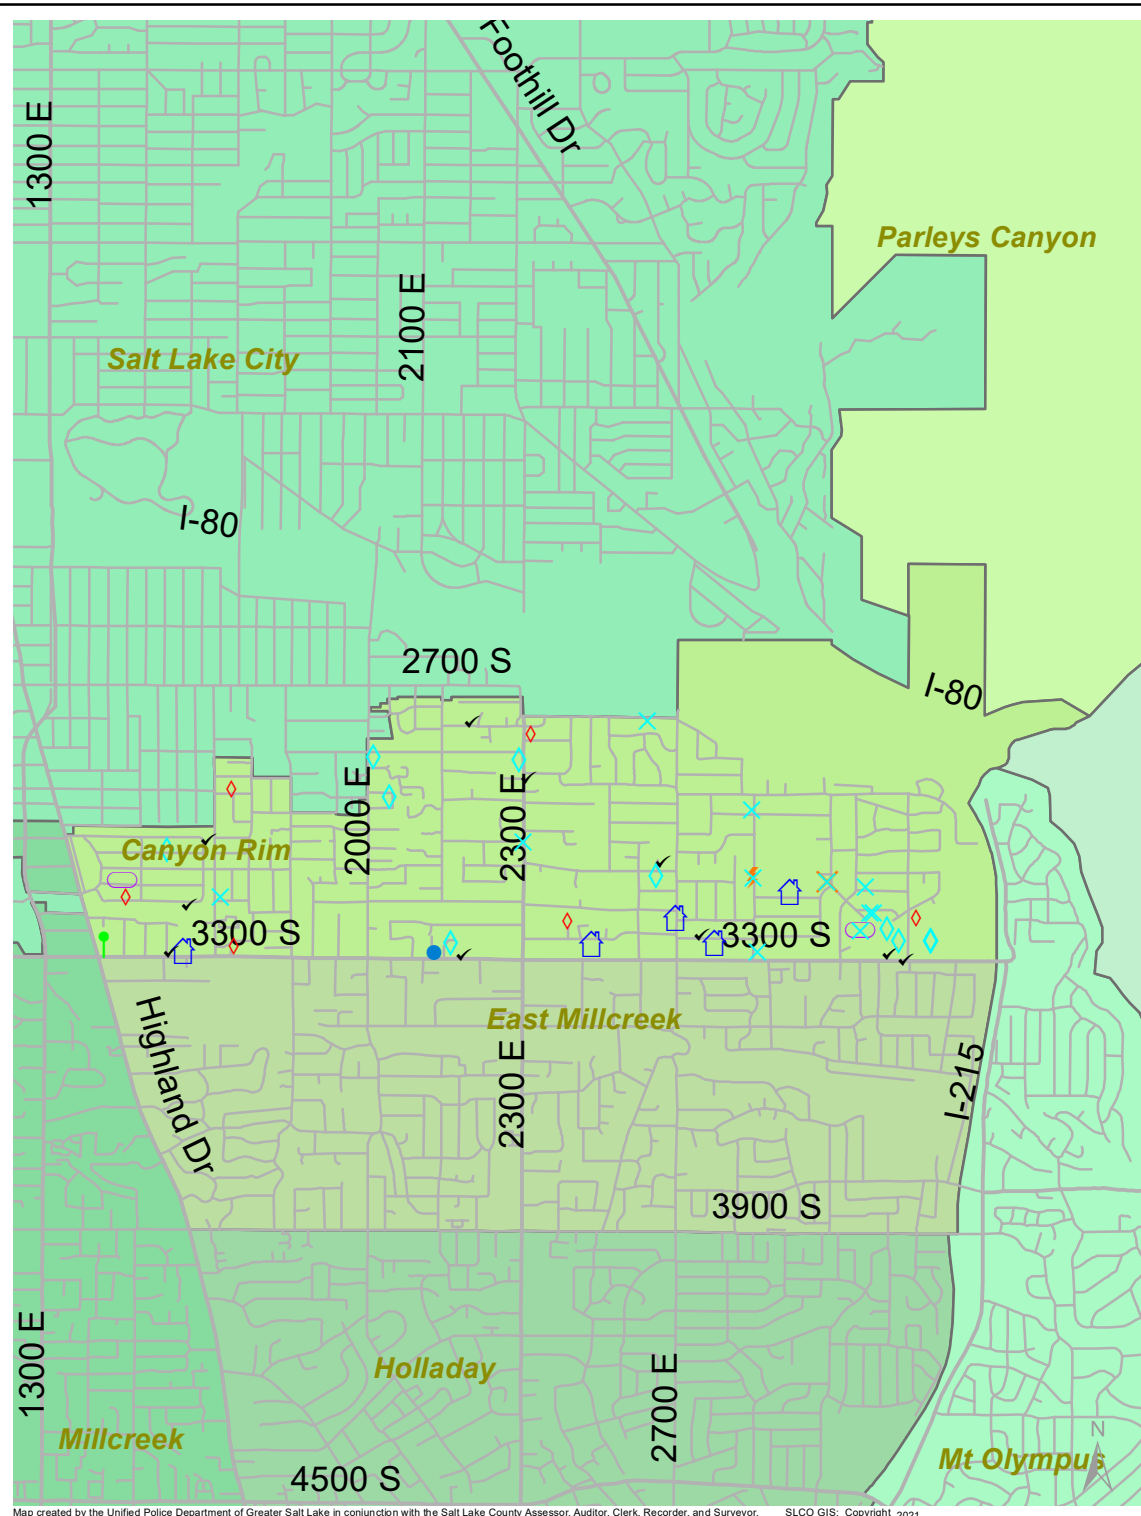 Foothill Dr
1300 E
Parleys Canyon
2100 E
Salt Lake City
I-80
2700 S
I-80
2000 E
2300 E
Canyon Rim
3300 S
3300 S
East Millcreek
Highland Dr
2300 E
I-215
3900 S
1300 E
Holladay
2700 E
Millcreek
N
Mt Olympus
4500 S
Map created by the Unified Police Department of Greater Salt Lake in conjunction with the Salt Lake County Assessor, Auditor, Clerk, Recorder, and Surveyor. SLCO GIS: Copyright 2021